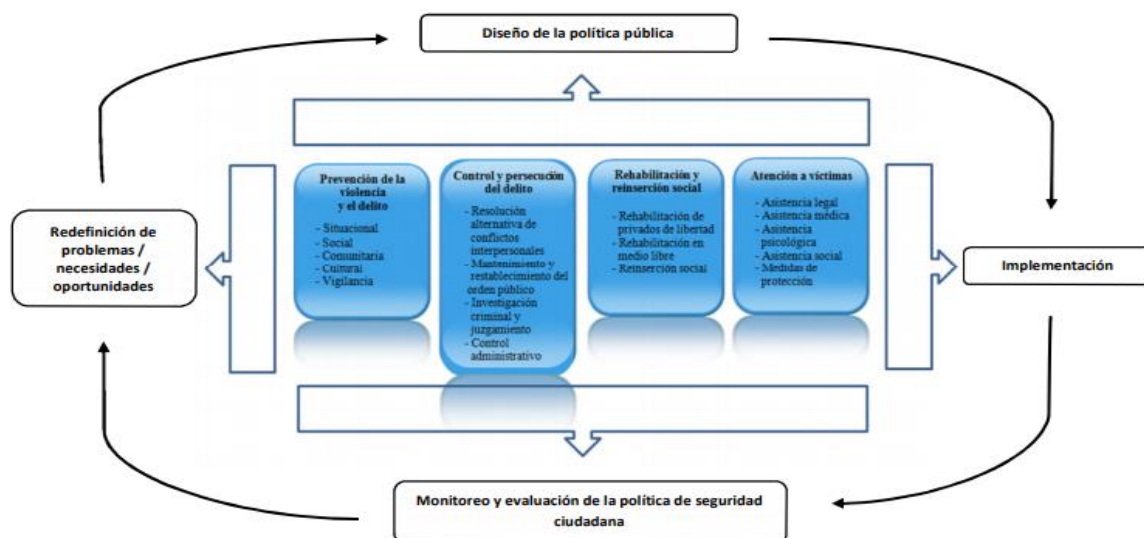 Diseño de la política pública
Prevención de la
violencia
y el delito
- Situacional
- Social
- Comunitaria
- Cultural
- Vigilancia
Control y persecución
del delito
- Resolución
alternativa de
conflictos
interpersonales
- Mantenimiento y
restablecimiento del
orden público
- Investigación
criminal y
juzgamiento
- Control
administrativo
Rehabilitación y
reinserción social
- Rehabilitación de
privados de libertad
- Rehabilitación en
medio libre
- Reinserción social
Atención a víctimas
- Asistencia legal
- Asistencia médica
- Asistencia
psicológica
- Asistencia social
- Medidas de
protección
Redefinición de
problemas /
necesidades /
oportunidades
Implementación
Monitoreo y evaluación de la política de seguridad
ciudadana